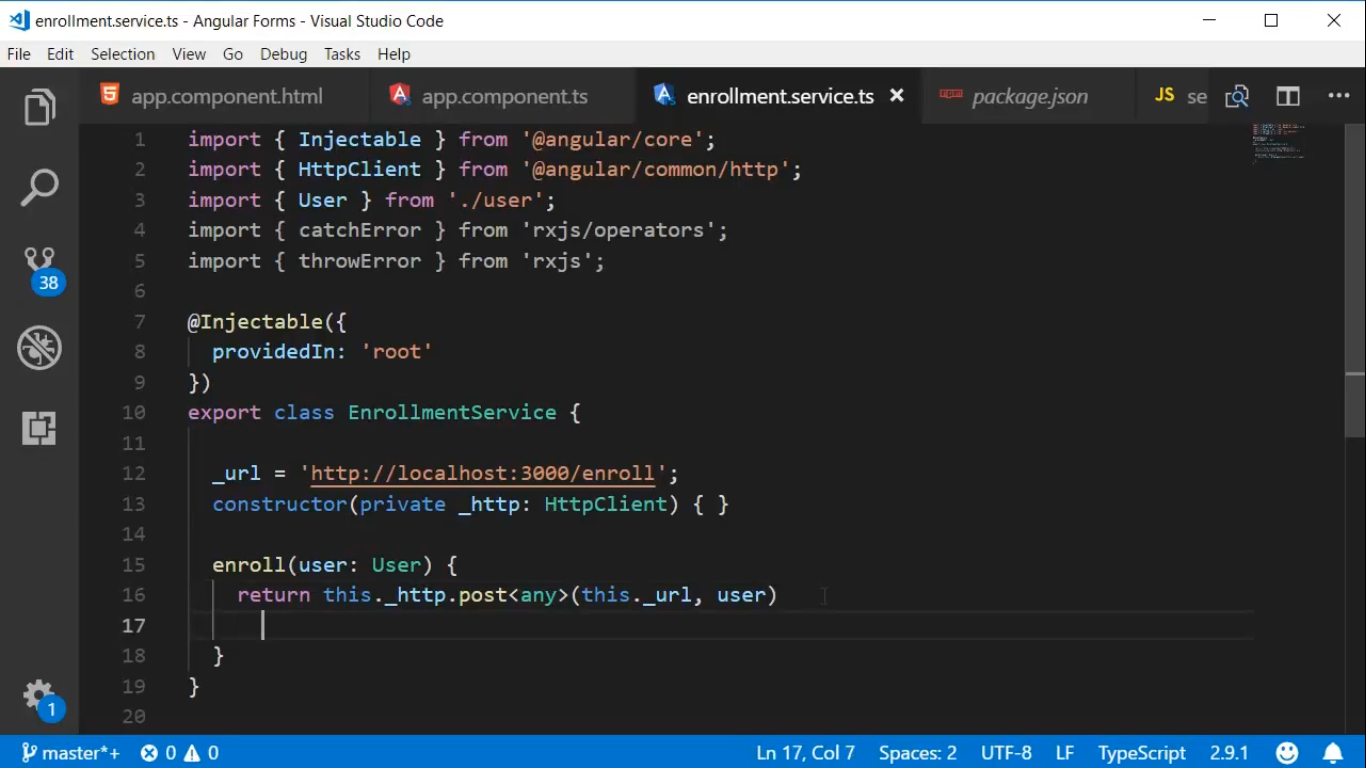 enrollment.service.ts - Angular Forms - Visual Studio Code
File Edit Selection View Go Debug Tasks Help
app.component.html app.component.ts enrollment.service.ts package.json JS se
1 import { Injectable } from '@angular/core';
2 import { HttpClient } from '@angular/common/http';
3 import { User } from './user';
4 import { catchError } from 'rxjs/operators';
5 import { throwError } from 'rxjs';
6
7 @Injectable({
8 providedIn: 'root'
9 })
10 export class EnrollmentService {
11
12 _url = 'http://localhost:3000/enroll';
13 constructor(private _http: HttpClient) { }
14
15 enroll(user: User) {
16 return this._http.post<any>(this._url, user)
17
18 }
19 }
20
38
1
master*+ 0 0 Ln 17, Col 7 Spaces: 2 UTF-8 LF TypeScript 2.9.1